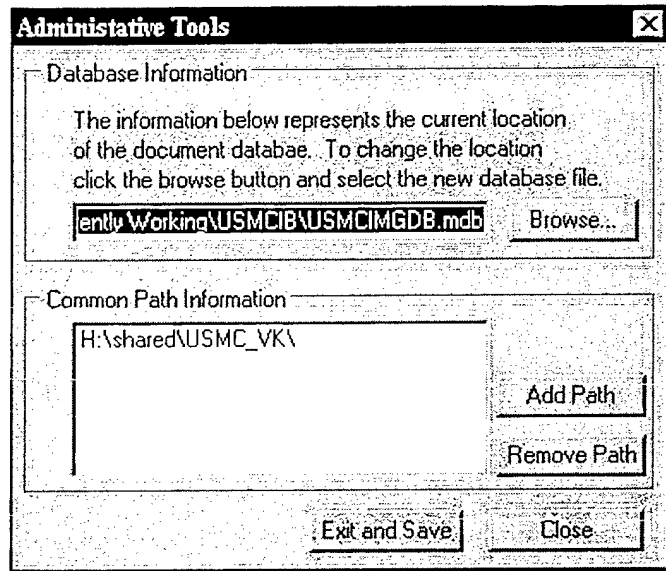 Administative Tools
Database Information
The information below represents the current location
of the document databae. To change the location
click the browse button and select the new database file.
ently Working\USMCIB\USMCIMGDB.mdb
Browse...
Common Path Information
H:\shared\USMC_VK\
Add Path
Remove Path
Exit and Save
Close